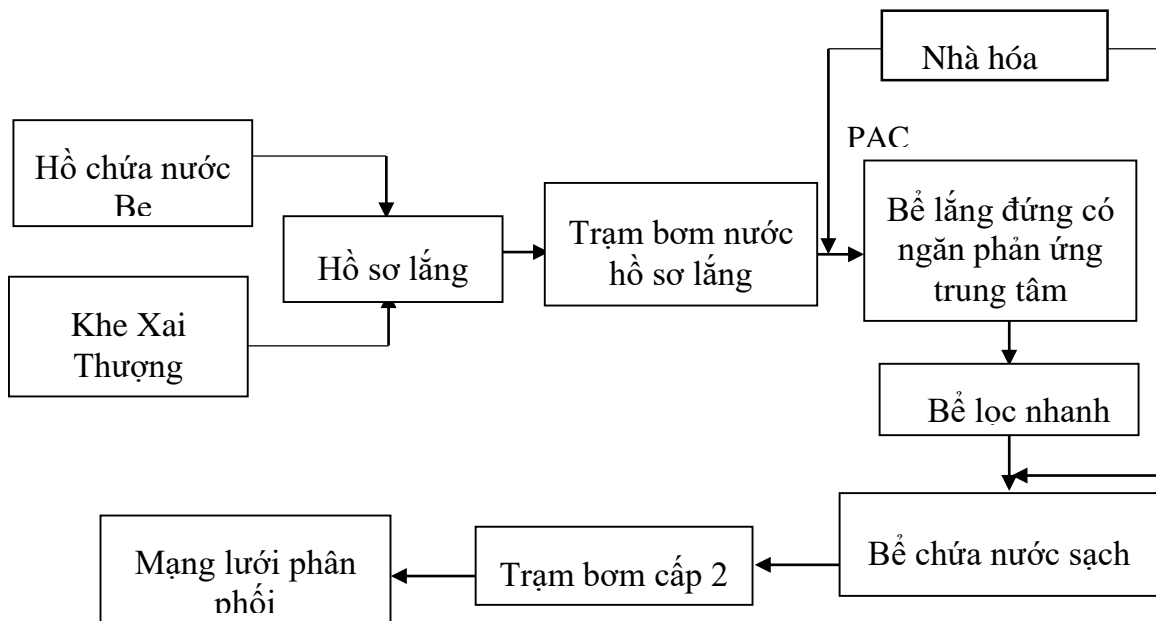 Nhà hóa
PAC
Hồ chứa nước
Be
Hồ sơ lắng
Khe Xai
Thượng
Trạm bơm nước
hồ sơ lắng
Bể lắng đứng có
ngăn phản ứng
trung tâm
Bể lọc nhanh
Bể chứa nước sạch
Trạm bơm cấp 2
Mạng lưới phân
phối